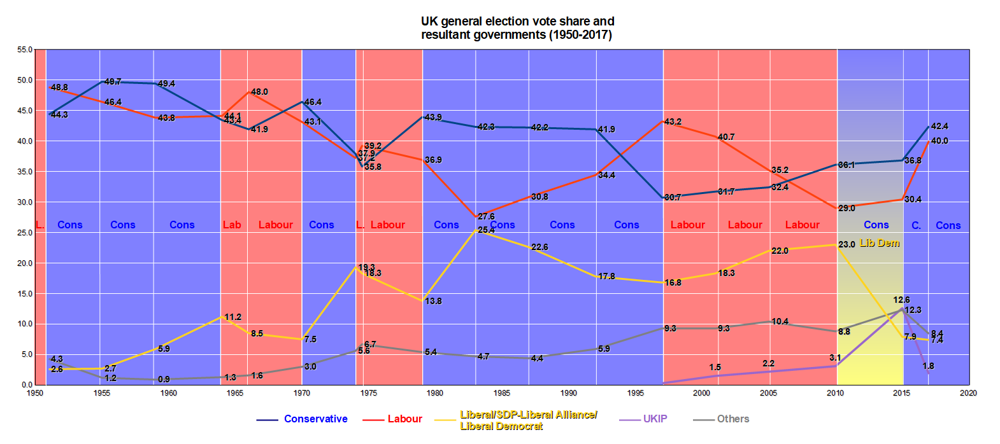 UK general election vote share and
resultant governments (1950-2017)
55.0
50.0
45.0
40.0
35.0
30.0
25.0
20.0
15.0
10.0
5.0
0.0
48.8 46.4 43.8 44.1 48.0 43.1 37.2 39.2 36.9 27.6 30.8 34.4 43.2 40.7 35.2 29.0 30.4 40.0
44.3 49.7 49.4 43.4 41.9 46.4 37.9 35.8 43.9 42.3 42.2 41.9 30.7 31.7 32.4 36.1 36.8 42.4
L. Cons Cons Cons Lab Labour Cons L. Labour Cons Cons Cons Cons Labour Labour Labour Cons C. Cons
Lib Dem
2.6 2.7 5.9 11.2 8.5 7.5 19.3 18.3 13.8 25.4 22.6 17.8 16.8 18.3 22.0 23.0 7.9 7.4
4.3 1.2 0.9 1.3 1.6 3.0 5.6 6.7 5.4 4.7 4.4 5.9 9.3 9.3 10.4 8.8 12.3 8.4
1.5 2.2 3.1 12.6 1.8
1950 1955 1960 1965 1970 1975 1980 1985 1990 1995 2000 2005 2010 2015 2020
Conservative Labour Liberal/SDP-Liberal Alliance/
Liberal Democrat
UKIP Others